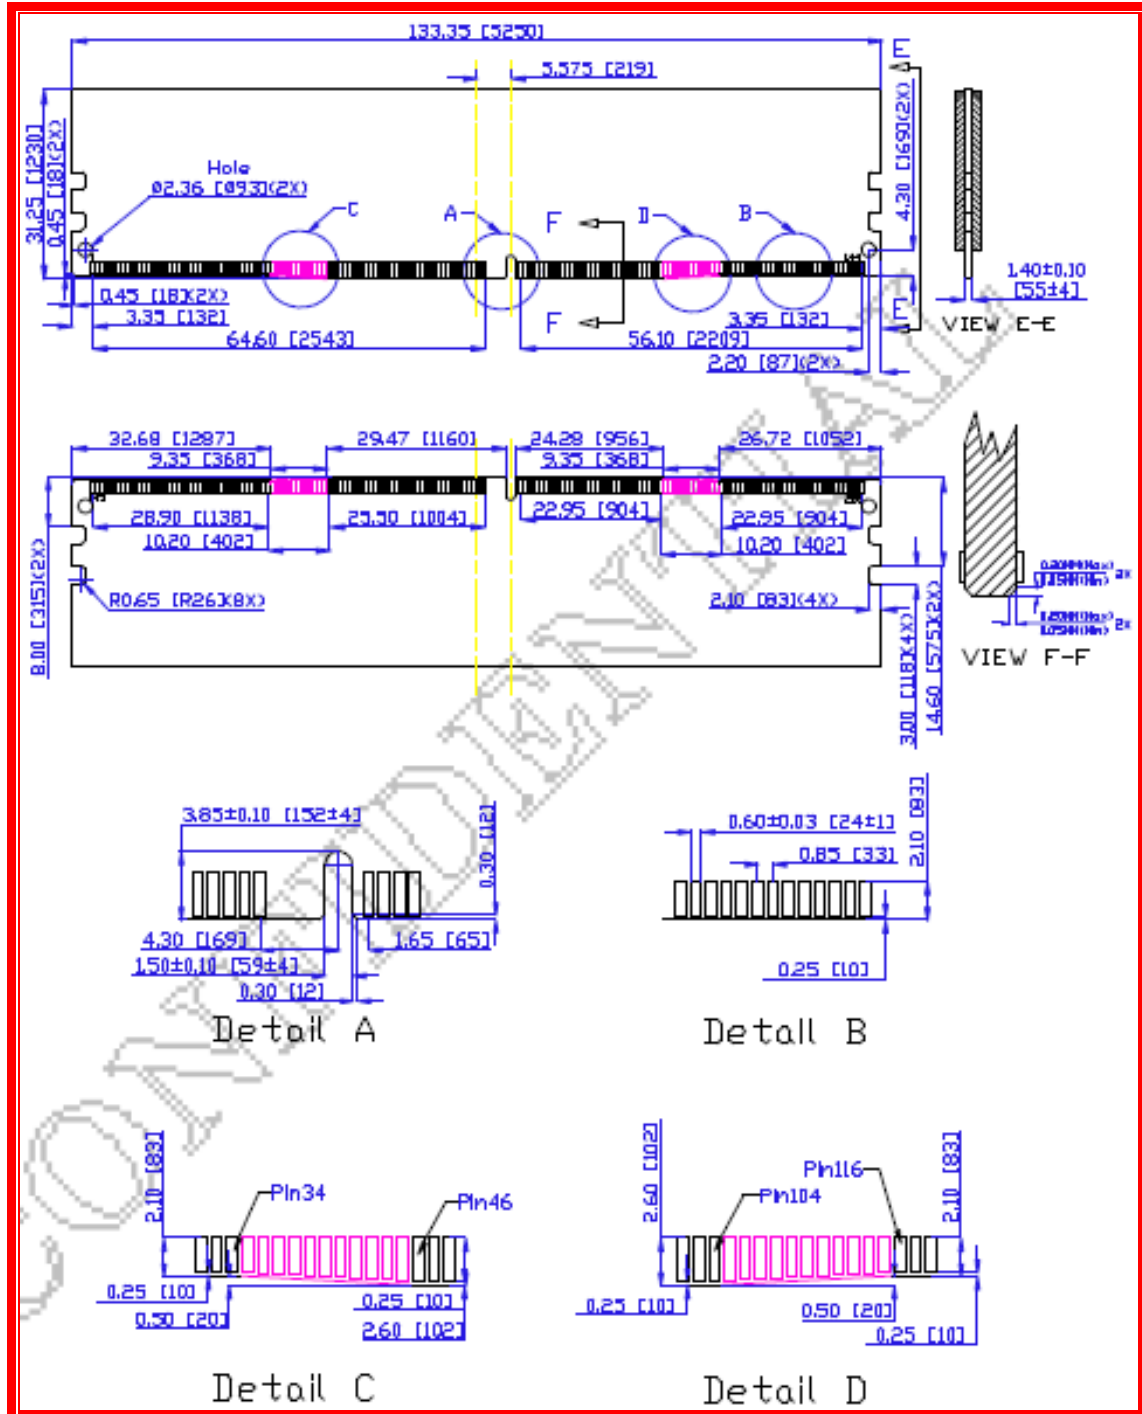 133.35 [5250]
5.575 [219]
E
31.25 [1230]
0.45 [18](2X)
Hole
Ø2.36 [Ø93](2X)
C
A
F
D
B
4.30 [169](2X)
1.40±0.10
[55±4]
0.45 [18](2X)
3.35 [132]
F
3.35 [132]
E
VIEW E-E
64.60 [2543]
56.10 [2209]
2.20 [87](2X)
32.68 [1287]
29.47 [1160]
24.28 [956]
26.72 [1052]
9.35 [368]
9.35 [368]
28.90 [1138]
25.50 [1004]
22.95 [904]
22.95 [904]
10.20 [402]
10.20 [402]
8.00 [315](2X)
R0.65 [R26](8X)
2.10 [83](4X)
3.00 [118](4X)
14.60 [575](2X)
2X
2X
VIEW F-F
3.85±0.10 [152±4]
0.30 [12]
0.60±0.03 [24±1]
2.10 [83]
0.85 [33]
4.30 [169]
1.65 [65]
1.50±0.10 [59±4]
0.25 [10]
0.30 [12]
Detail A
Detail B
2.10 [83]
Pin34
Pin46
2.60 [102]
Pin104
Pin116
2.10 [83]
0.25 [10]
0.50 [20]
0.25 [10]
2.60 [102]
0.25 [10]
0.50 [20]
0.25 [10]
Detail C
Detail D
CONFIDENTIAL